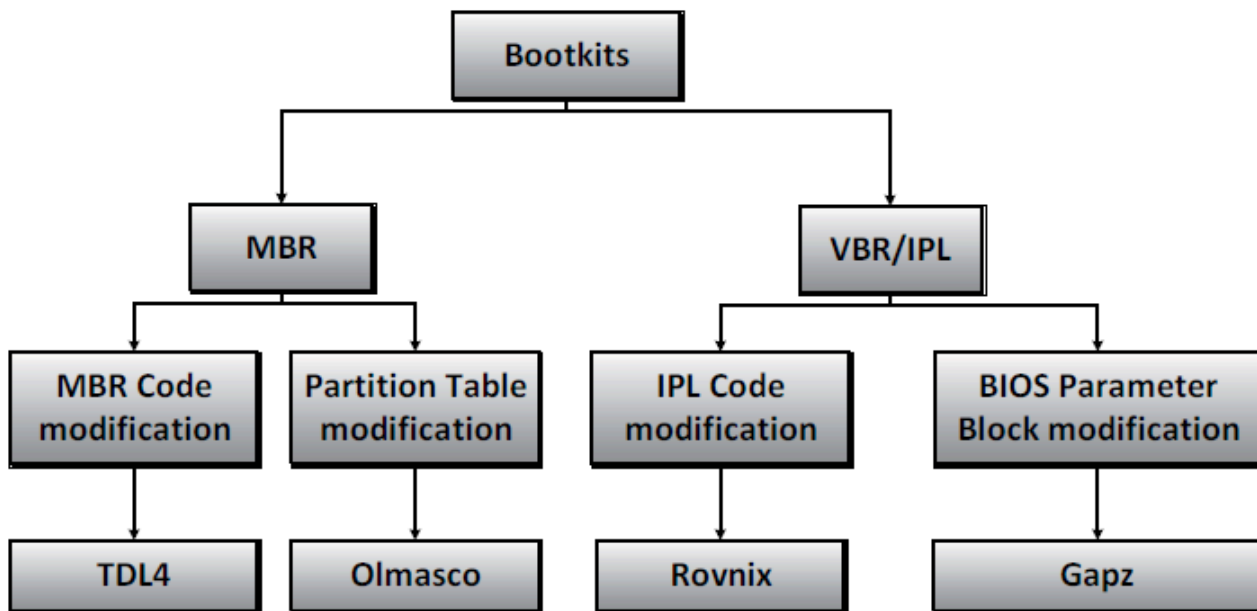 Bootkits
MBR
VBR/IPL
MBR Code
modification
Partition Table
modification
IPL Code
modification
BIOS Parameter
Block modification
TDL4
Olmasco
Rovnix
Gapz